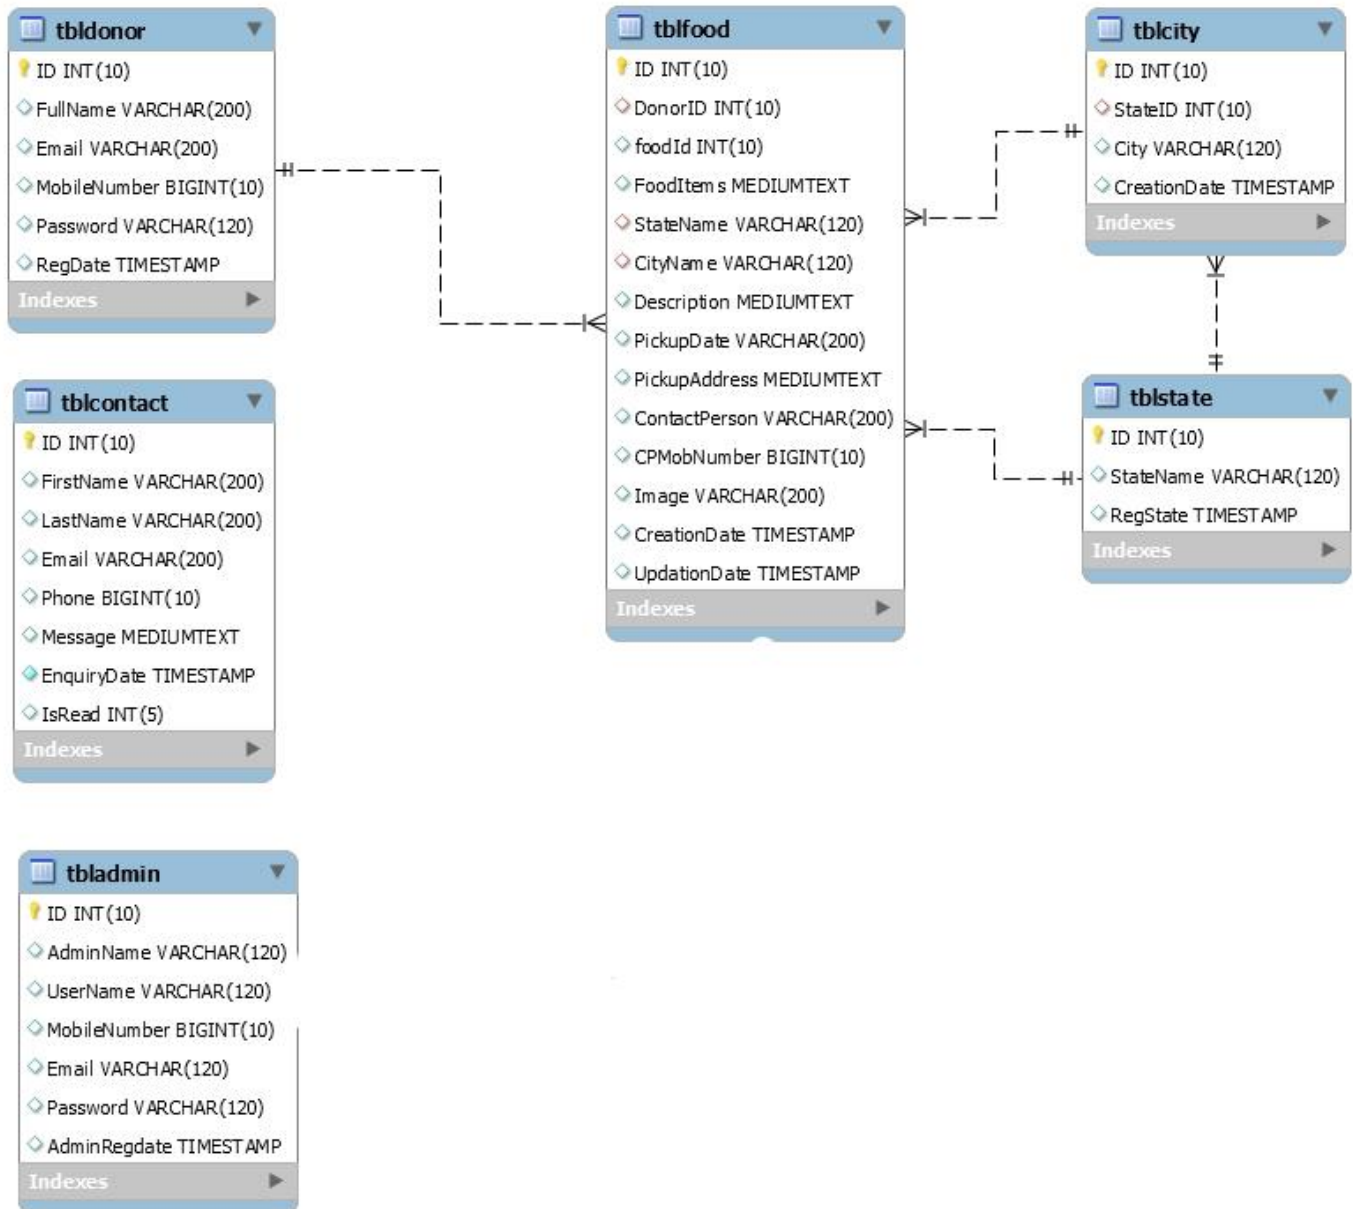 tbldonor
ID INT(10)
FullName VARCHAR(200)
Email VARCHAR(200)
MobileNumber BIGINT(10)
Password VARCHAR(120)
RegDate TIMESTAMP
Indexes
tblcontact
ID INT(10)
FirstName VARCHAR(200)
LastName VARCHAR(200)
Email VARCHAR(200)
Phone BIGINT(10)
Message MEDIUMTEXT
EnquiryDate TIMESTAMP
IsRead INT(5)
Indexes
tbladmin
ID INT(10)
AdminName VARCHAR(120)
UserName VARCHAR(120)
MobileNumber BIGINT(10)
Email VARCHAR(120)
Password VARCHAR(120)
AdminRegdate TIMESTAMP
Indexes
tblfood
ID INT(10)
DonorID INT(10)
foodId INT(10)
FoodItems MEDIUMTEXT
StateName VARCHAR(120)
CityName VARCHAR(120)
Description MEDIUMTEXT
PickupDate VARCHAR(200)
PickupAddress MEDIUMTEXT
ContactPerson VARCHAR(200)
CPMobNumber BIGINT(10)
Image VARCHAR(200)
CreationDate TIMESTAMP
UpdationDate TIMESTAMP
Indexes
tblcity
ID INT(10)
StateID INT(10)
City VARCHAR(120)
CreationDate TIMESTAMP
Indexes
tblstate
ID INT(10)
StateName VARCHAR(120)
RegState TIMESTAMP
Indexes